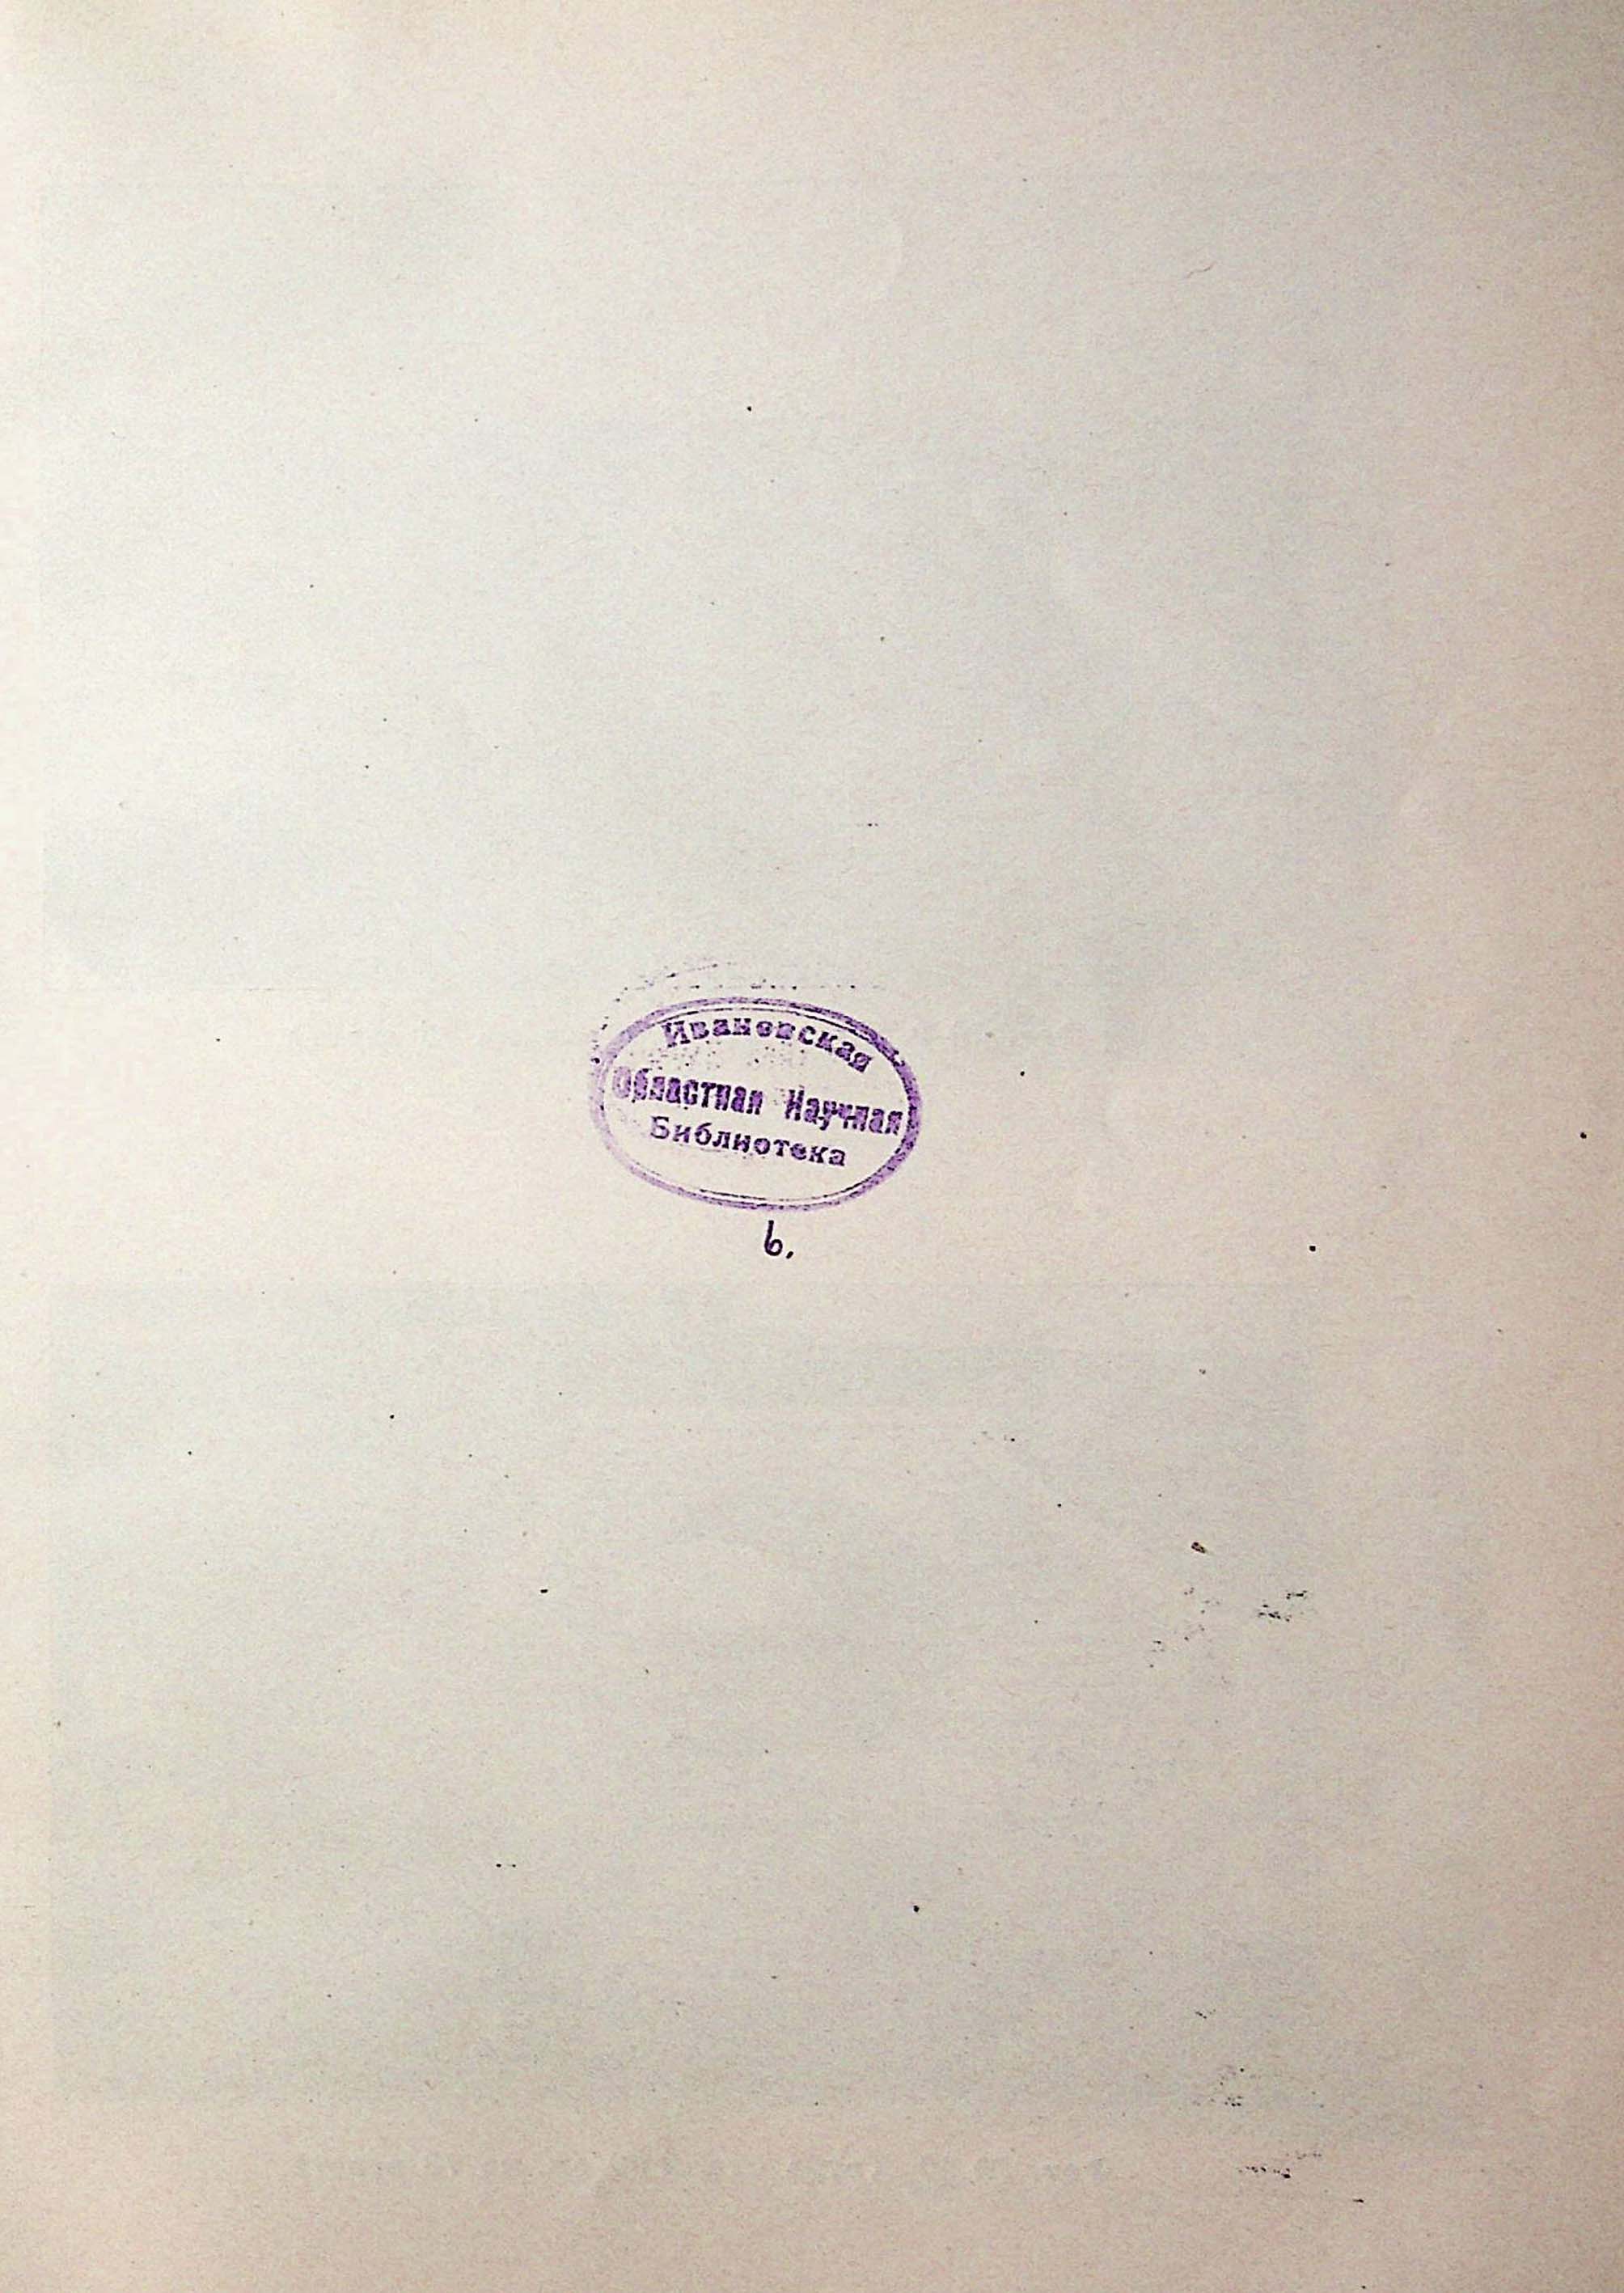 Ивановская
Областная Научная
Библиотека
6.